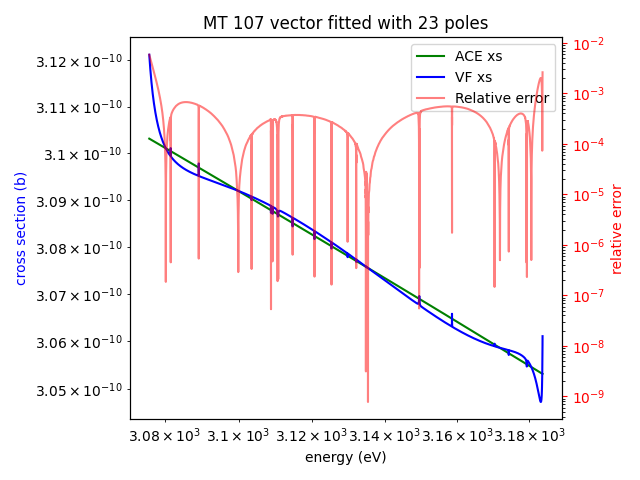 MT 107 vector fitted with 23 poles
ACE xs
VF xs
Relative error
3.12 × 10⁻¹⁰
3.11 × 10⁻¹⁰
3.1 × 10⁻¹⁰
3.09 × 10⁻¹⁰
3.08 × 10⁻¹⁰
3.07 × 10⁻¹⁰
3.06 × 10⁻¹⁰
3.05 × 10⁻¹⁰
cross section (b)
10⁻²
10⁻³
10⁻⁴
10⁻⁵
10⁻⁶
10⁻⁷
10⁻⁸
10⁻⁹
relative error
3.08 × 10³ 3.1 × 10³ 3.12 × 10³ 3.14 × 10³ 3.16 × 10³ 3.18 × 10³
energy (eV)